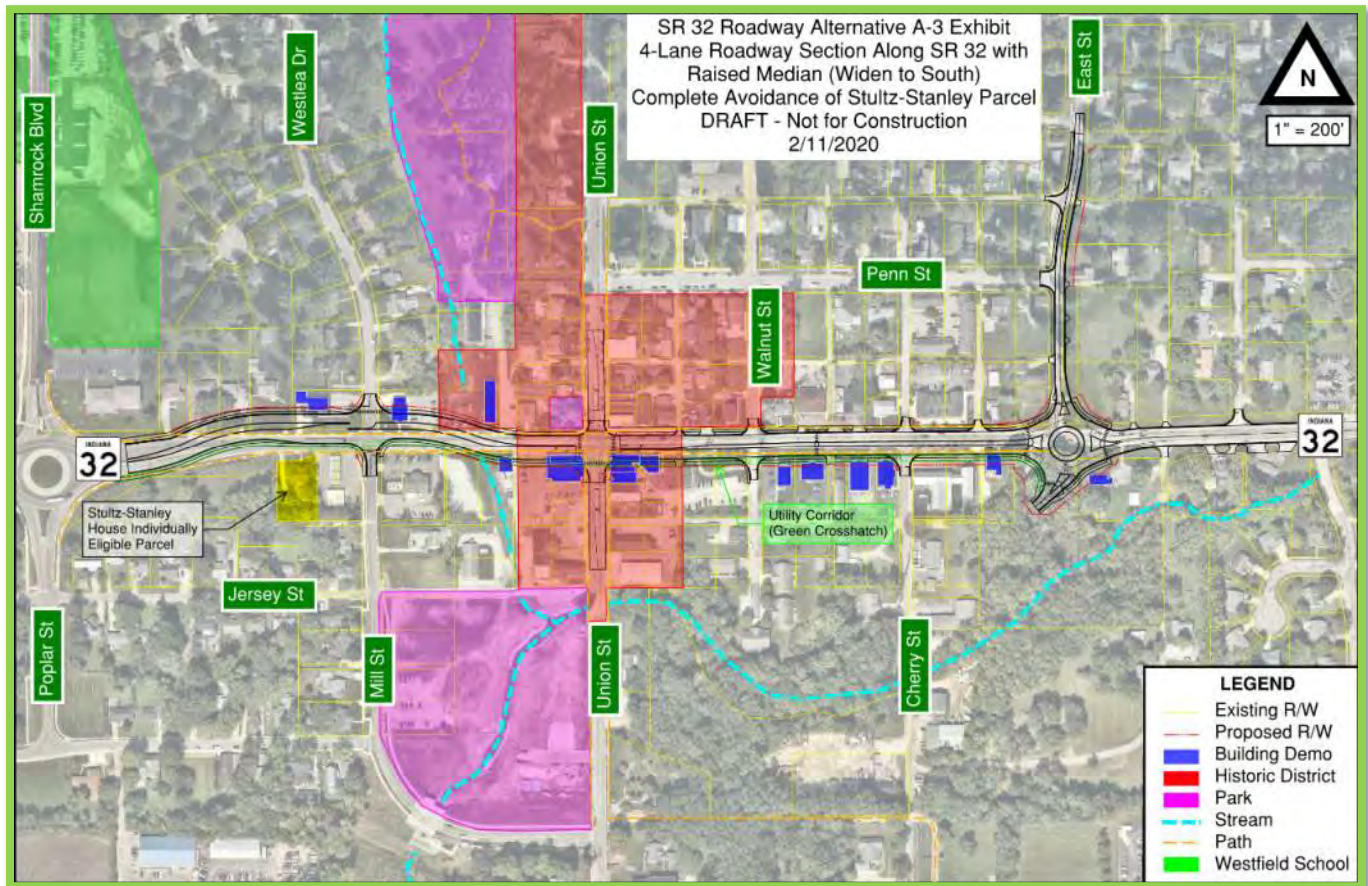 SR 32 Roadway Alternative A-3 Exhibit
4-Lane Roadway Section Along SR 32 with
Raised Median (Widen to South)
Complete Avoidance of Stultz-Stanley Parcel
DRAFT - Not for Construction
2/11/2020
N
1" = 200'
Shamrock Blvd
Westlea Dr
Union St
East St
Penn St
Walnut St
INDIANA
32
INDIANA
32
Stultz-Stanley
House Individually
Eligible Parcel
Utility Corridor
(Green Crosshatch)
Jersey St
Poplar St
Mill St
Union St
Cherry St
LEGEND
Existing R/W
Proposed R/W
Building Demo
Historic District
Park
Stream
Path
Westfield School